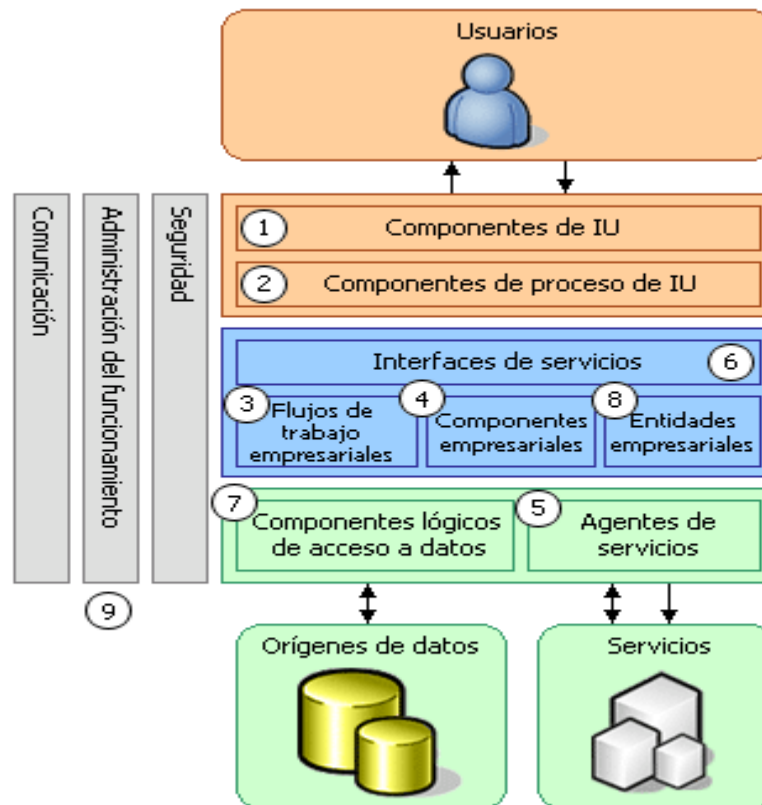 Usuarios
Comunicación
Administración del funcionamiento
Seguridad
1
Componentes de IU
2
Componentes de proceso de IU
Interfaces de servicios
6
3
Flujos de
trabajo
empresariales
4
Componentes
empresariales
8
Entidades
empresariales
7
Componentes lógicos
de acceso a datos
5
Agentes de
servicios
9
Orígenes de datos
Servicios